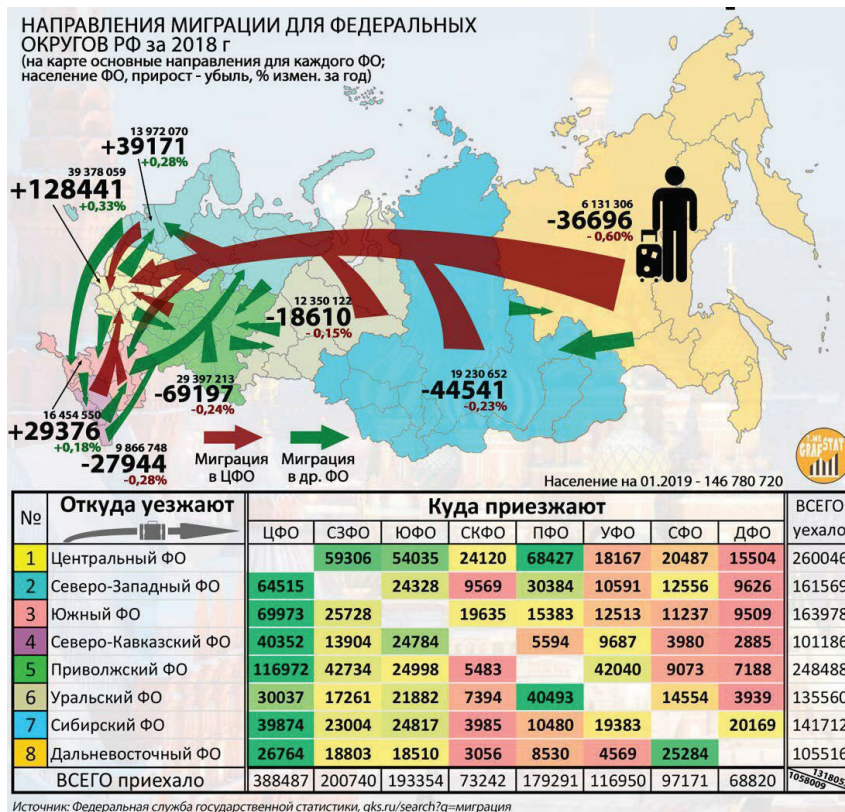 НАПРАВЛЕНИЯ МИГРАЦИИ ДЛЯ ФЕДЕРАЛЬНЫХ
ОКРУГОВ РФ за 2018 г
(на карте основные направления для каждого ФО;
население ФО, прирост - убыль, % измен. за год)
13 972 070
+39171
+0,28%
39 378 059
+128441
+0,33%
6 131 306
-36696
- 0,60%
12 350 122
-18610
- 0,15%
29 397 213
-69197
-0,24%
19 230 652
-44541
-0,23%
16 454 550
+29376
+0,18%
9 866 748
-27944
-0,28%
Миграция
в ЦФО
Миграция
в др. ФО
T.ME
GRAFSTAT
Население на 01.2019 - 146 780 720
№ Откуда уезжают Куда приезжают ВСЕГО уехало
ЦФО СЗФО ЮФО СКФО ПФО УФО СФО ДФО
1 Центральный ФО 59306 54035 24120 68427 18167 20487 15504 260046
2 Северо-Западный ФО 64515 24328 9569 30384 10591 12556 9626 161569
3 Южный ФО 69973 25728 19635 15383 12513 11237 9509 163978
4 Северо-Кавказский ФО 40352 13904 24784 5594 9687 3980 2885 101186
5 Приволжский ФО 116972 42734 24998 5483 42040 9073 7188 248488
6 Уральский ФО 30037 17261 21882 7394 40493 14554 3939 135560
7 Сибирский ФО 39874 23004 24817 3985 10480 19383 20169 141712
8 Дальневосточный ФО 26764 18803 18510 3056 8530 4569 25284 105516
ВСЕГО приехало 388487 200740 193354 73242 179291 116950 97171 68820 1058009
Источник: Федеральная служба государственной статистики, gks.ru/search?q=миграция